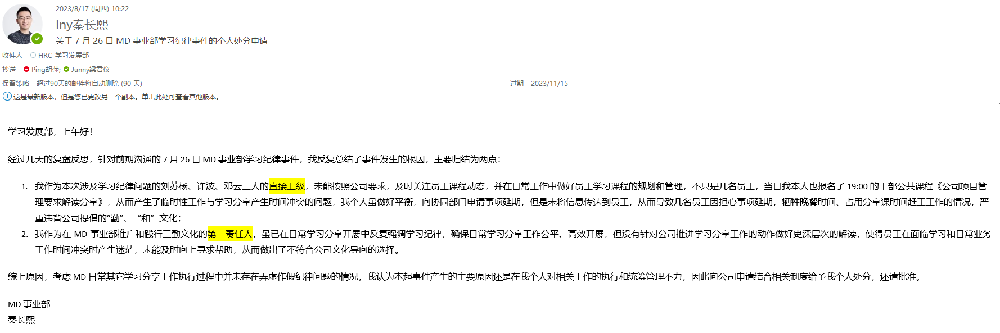 2023/8/17 (周四) 10:22
lny秦长熙
关于 7 月 26 日 MD 事业部学习纪律事件的个人处分申请
收件人 HRC-学习发展部
抄送 Ping胡萍; Junny梁君仪
保留策略 超过90天的邮件将自动删除 (90 天) 过期 2023/11/15
这是最新版本，但是您已更改另一个副本。单击此处可查看其他版本。
学习发展部，上午好！
经过几天的复盘反思，针对前期沟通的 7 月 26 日 MD 事业部学习纪律事件，我反复总结了事件发生的根因，主要归结为两点：
1. 我作为本次涉及学习纪律问题的刘苏杨、许波、邓云三人的直接上级，未能按照公司要求，及时关注员工课程动态，并在日常工作中做好员工学习课程的规划和管理，不只是几名员工，当日我本人也报名了 19:00 的干部公共课程《公司项目管
理要求解读分享》，从而产生了临时性工作与学习分享产生时间冲突的问题，我个人虽做好平衡，向协同部门申请事项延期，但是未将信息传达到员工，从而导致几名员工因担心事项延期，牺牲晚餐时间、占用分享课时间赶工工作的情况，严
重违背公司提倡的”勤”、“和”文化；
2. 我作为在 MD 事业部推广和践行三勤文化的第一责任人，虽已在日常学习分享开展中反复强调学习纪律，确保日常学习分享工作公平、高效开展，但没有针对公司推进学习分享工作的动作做好更深层次的解读，使得员工在面临学习和日常业务
工作时间冲突时产生迷茫，未能及时向上寻求帮助，从而做出了不符合公司文化导向的选择。
综上原因，考虑 MD 日常其它学习分享工作执行过程中并未存在弄虚作假纪律问题的情况，我认为本起事件产生的主要原因还是在我个人对相关工作的执行和统筹管理不力，因此向公司申请结合相关制度给予我个人处分，还请批准。
MD 事业部
秦长熙